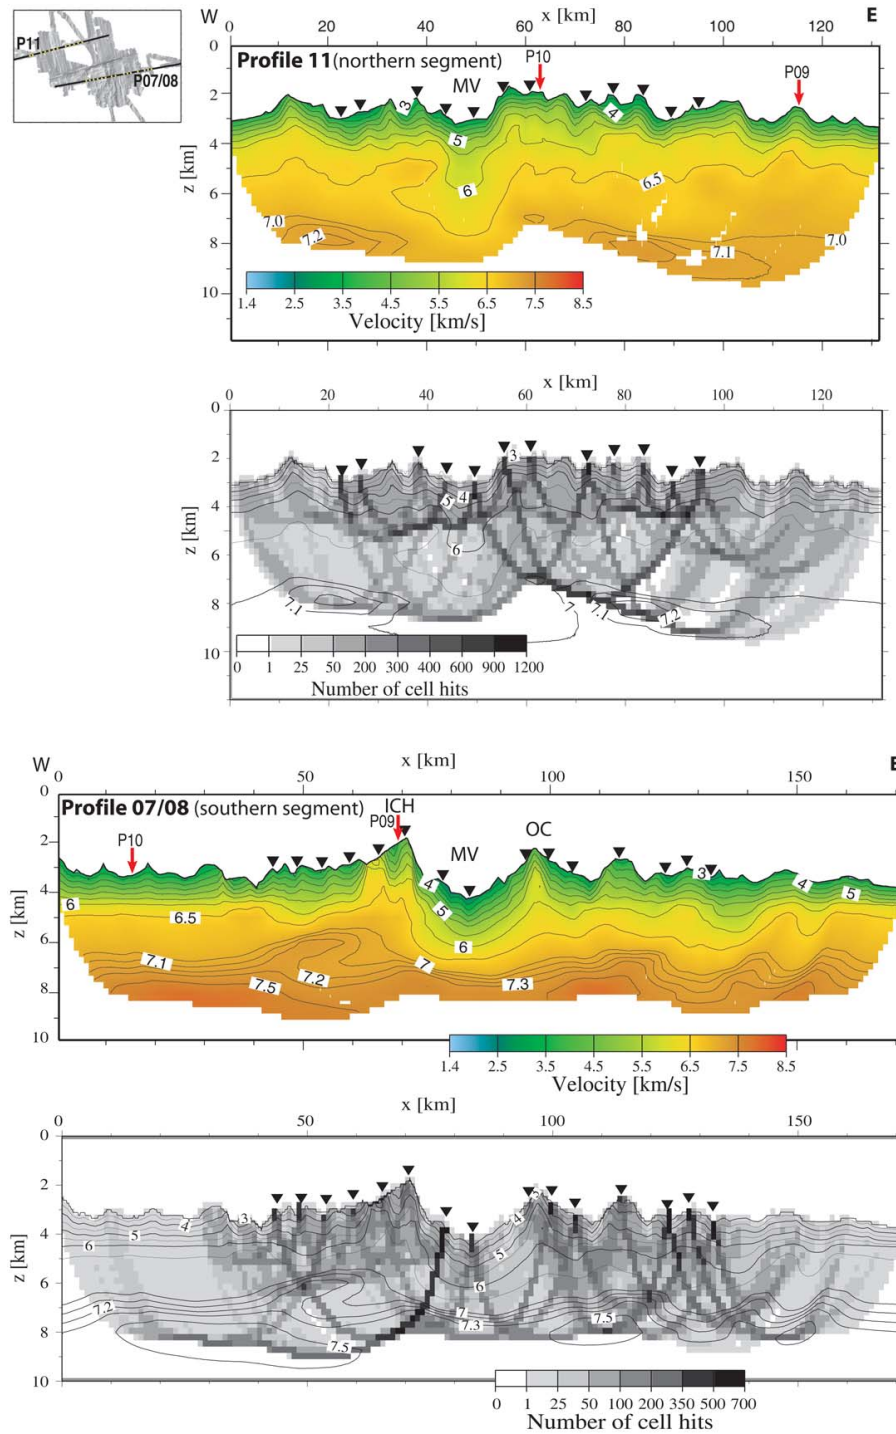 P11
P07/08
W
x [km]
E
0 20 40 60 80 100 120
Profile 11 (northern segment)
MV
P10
P09
0
2
4
6
8
10
z [km]
3
4
5
6
6.5
7.0
7.2
7.1
7.0
1.4 2.5 3.5 4.5 5.5 6.5 7.5 8.5
Velocity [km/s]
x [km]
0 20 40 60 80 100 120
0
2
4
6
8
10
z [km]
3
5 4
6
7.1
7
7.1
7.2
0 1 25 50 200 300 400 600 900 1200
Number of cell hits
W
x [km]
E
0 50 100 150
Profile 07/08 (southern segment)
ICH
P09
P10
MV
OC
0
2
4
6
8
10
z [km]
3
4
4
5
5
6
6
6.5
7.1
7.2
7
7.5
7.3
1.4 2.5 3.5 4.5 5.5 6.5 7.5 8.5
Velocity [km/s]
x [km]
0 50 100 150
0
2
4
6
8
10
z [km]
3
3
4
4
5
5
6
6
7.2
7
7.3
7.5
7.5
0 1 25 50 100 200 350 500 700
Number of cell hits